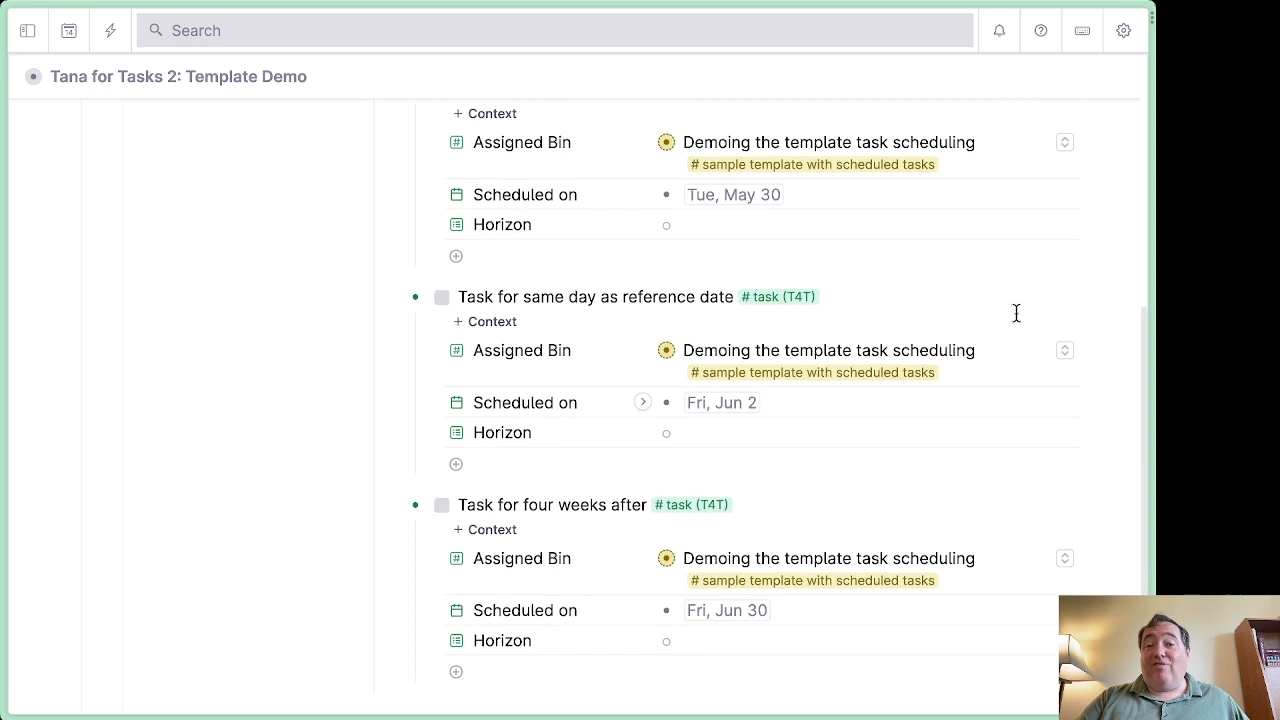 14
Search
Tana for Tasks 2: Template Demo
+ Context
Assigned Bin
Demoing the template task scheduling
# sample template with scheduled tasks
Scheduled on
Tue, May 30
Horizon
Task for same day as reference date # task (T4T)
+ Context
Assigned Bin
Demoing the template task scheduling
# sample template with scheduled tasks
Scheduled on
Fri, Jun 2
Horizon
Task for four weeks after # task (T4T)
+ Context
Assigned Bin
Demoing the template task scheduling
# sample template with scheduled tasks
Scheduled on
Fri, Jun 30
Horizon